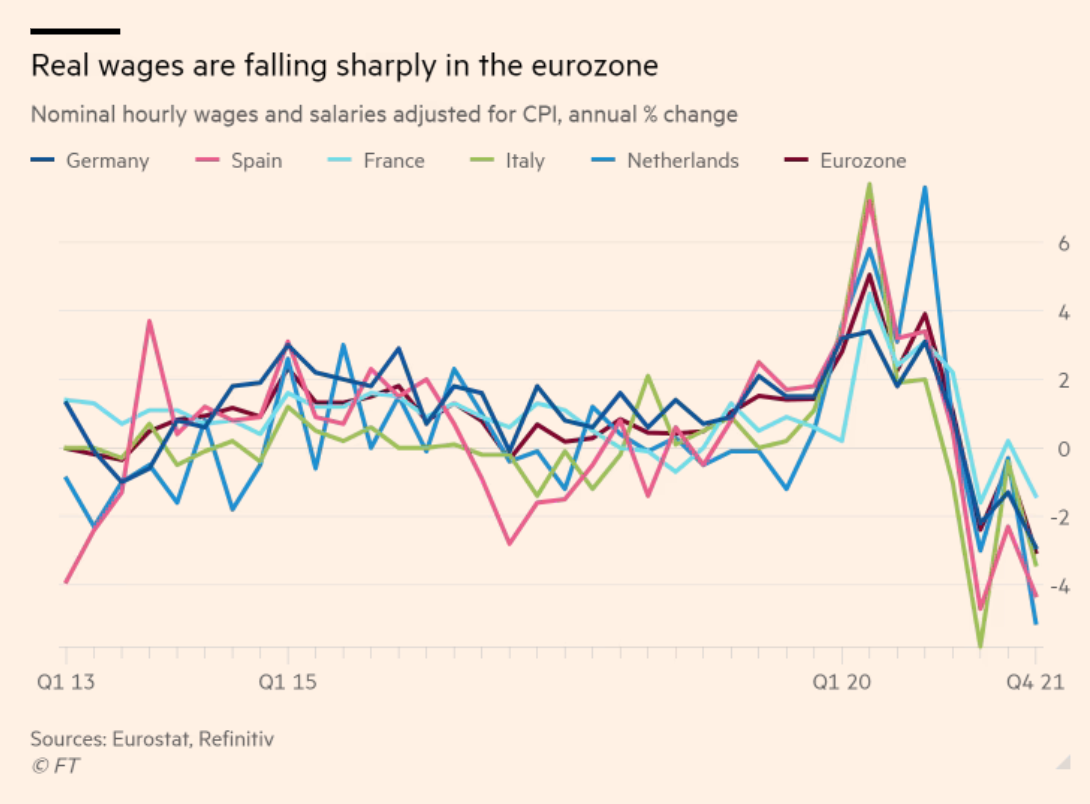 Real wages are falling sharply in the eurozone
Nominal hourly wages and salaries adjusted for CPI, annual % change
Germany Spain France Italy Netherlands Eurozone
6
4
2
0
-2
-4
Q1 13 Q1 15 Q1 20 Q4 21
Sources: Eurostat, Refinitiv
© FT